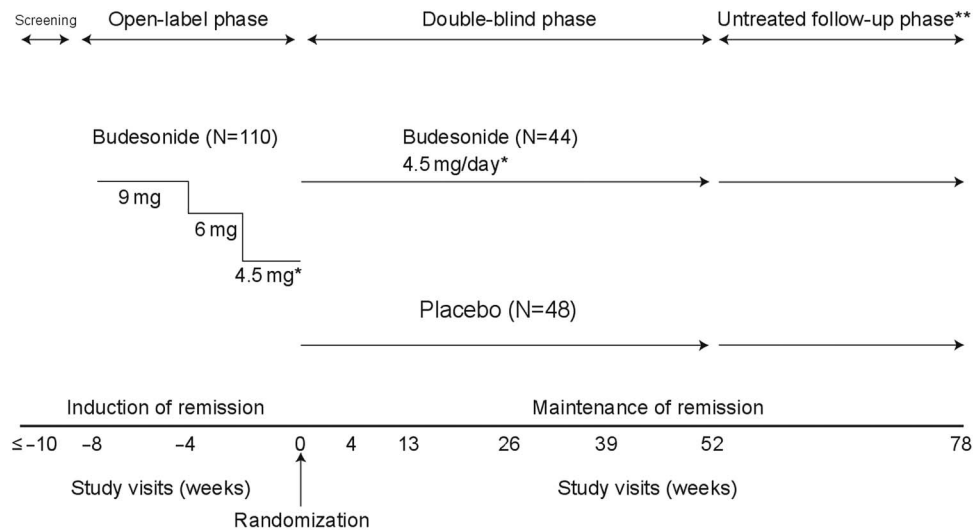 Screening Open-label phase Double-blind phase Untreated follow-up phase**
Budesonide (N=110) Budesonide (N=44)
4.5 mg/day*
9 mg
6 mg
4.5 mg*
Placebo (N=48)
Induction of remission Maintenance of remission
≤ –10 –8 –4 0 4 13 26 39 52 78
Study visits (weeks) Study visits (weeks)
Randomization